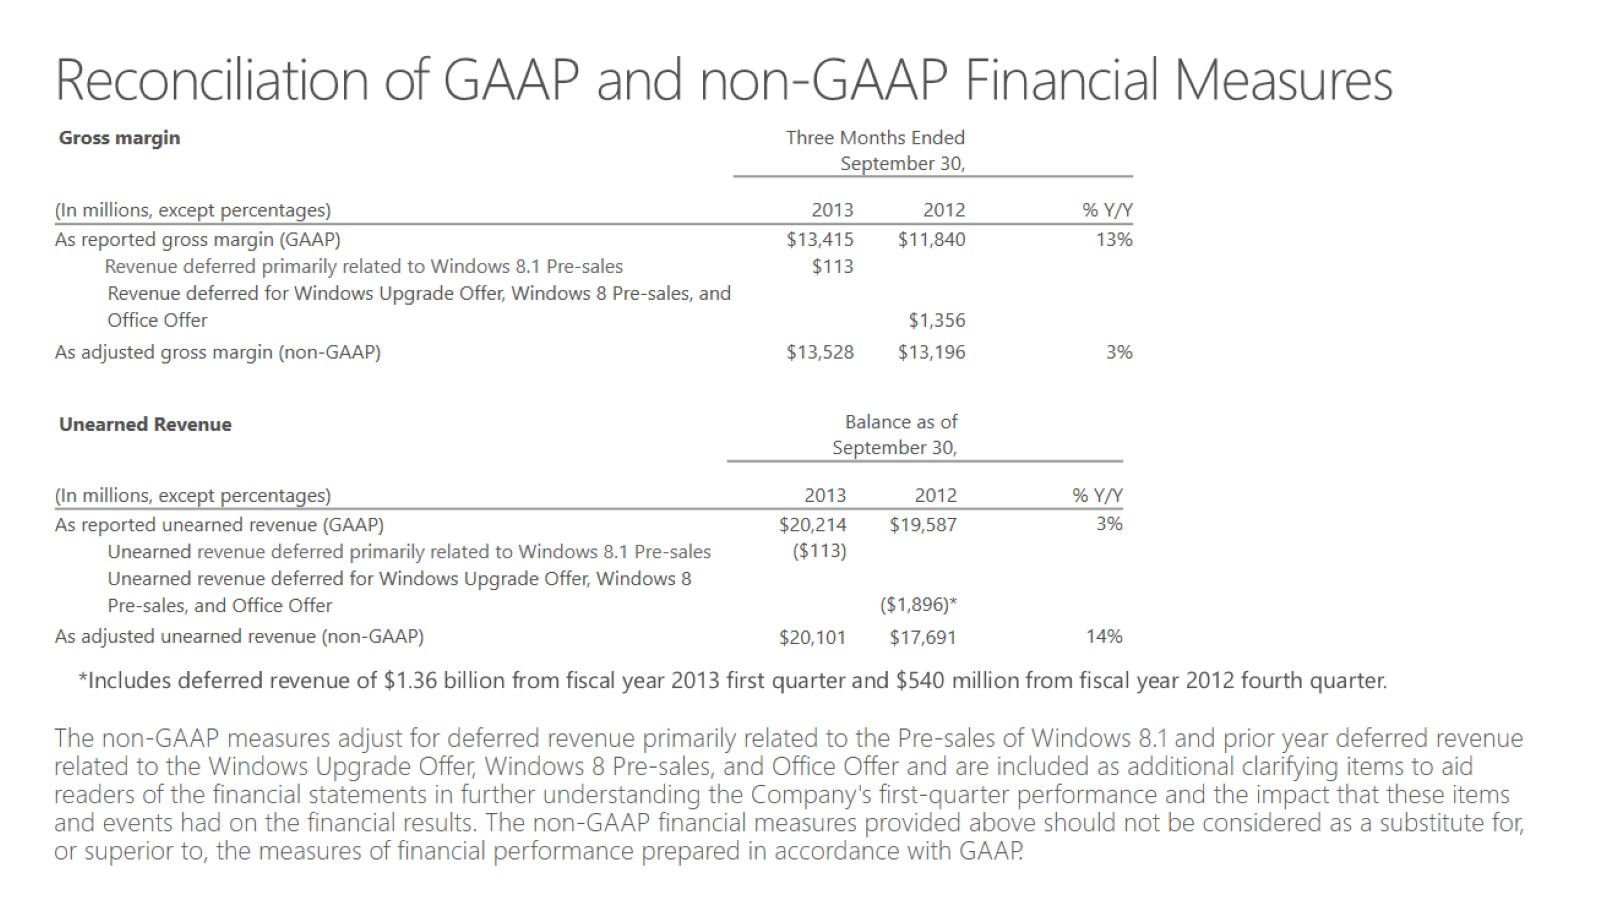 Reconciliation of GAAP and non-GAAP Financial Measures
Gross margin
Three Months Ended
September 30,
(In millions, except percentages) 2013 2012 % Y/Y
As reported gross margin (GAAP) $13,415 $11,840 13%
Revenue deferred primarily related to Windows 8.1 Pre-sales $113
Revenue deferred for Windows Upgrade Offer, Windows 8 Pre-sales, and
Office Offer $1,356
As adjusted gross margin (non-GAAP) $13,528 $13,196 3%
Unearned Revenue
Balance as of
September 30,
(In millions, except percentages) 2013 2012 % Y/Y
As reported unearned revenue (GAAP) $20,214 $19,587 3%
Unearned revenue deferred primarily related to Windows 8.1 Pre-sales ($113)
Unearned revenue deferred for Windows Upgrade Offer, Windows 8
Pre-sales, and Office Offer ($1,896)*
As adjusted unearned revenue (non-GAAP) $20,101 $17,691 14%
*Includes deferred revenue of $1.36 billion from fiscal year 2013 first quarter and $540 million from fiscal year 2012 fourth quarter.
The non-GAAP measures adjust for deferred revenue primarily related to the Pre-sales of Windows 8.1 and prior year deferred revenue
related to the Windows Upgrade Offer, Windows 8 Pre-sales, and Office Offer and are included as additional clarifying items to aid
readers of the financial statements in further understanding the Company's first-quarter performance and the impact that these items
and events had on the financial results. The non-GAAP financial measures provided above should not be considered as a substitute for,
or superior to, the measures of financial performance prepared in accordance with GAAP.